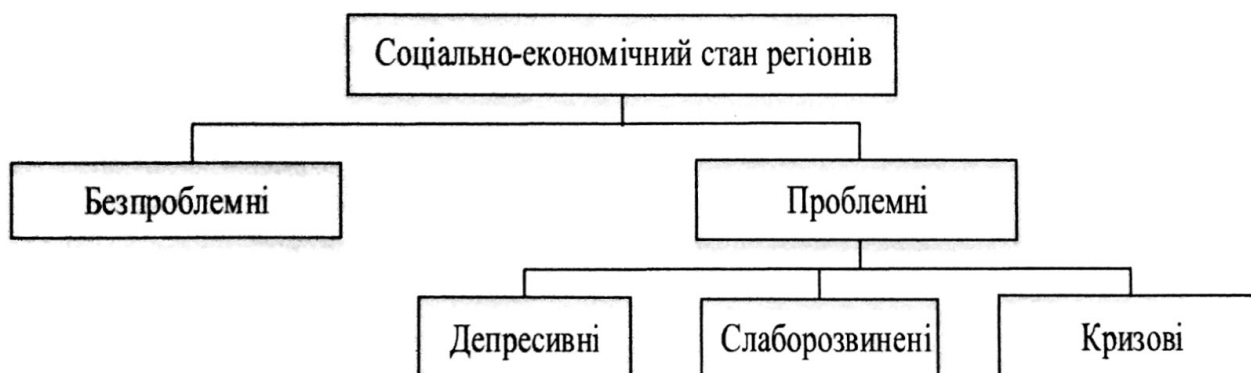 Соціально-економічний стан регіонів
Безпроблемні
Проблемні
Депресивні
Слаборозвинені
Кризові